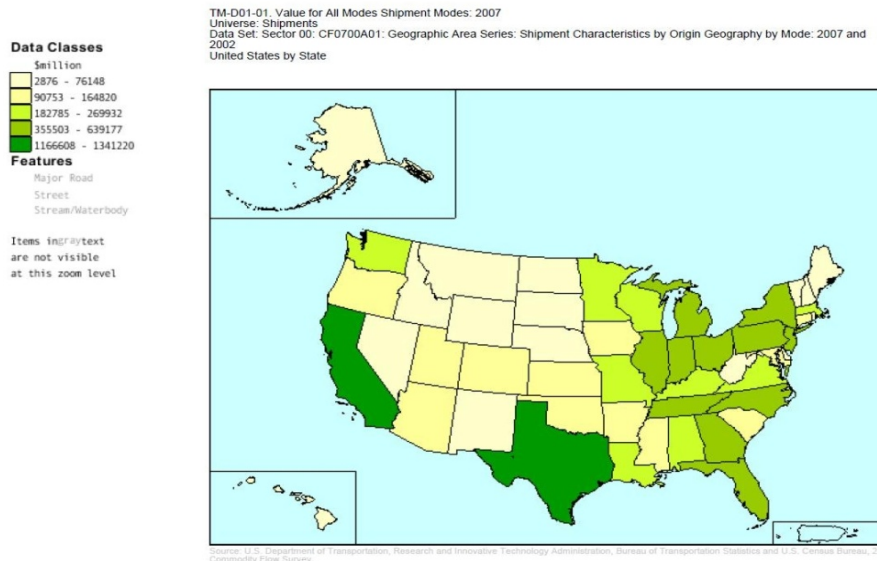 TM-D01-01. Value for All Modes Shipment Modes: 2007
Universe: Shipments
Data Set: Sector 00: CF0700A01: Geographic Area Series: Shipment Characteristics by Origin Geography by Mode: 2007 and
2002
United States by State
Data Classes
$million
2876 - 76148
90753 - 164820
182785 - 269932
355503 - 639177
1166608 - 1341220
Features
Major Road
Street
Stream/Waterbody
Items in gray text
are not visible
at this zoom level
Source: U.S. Department of Transportation, Research and Innovative Technology Administration, Bureau of Transportation Statistics and U.S. Census Bureau, 2
Commodity Flow Survey